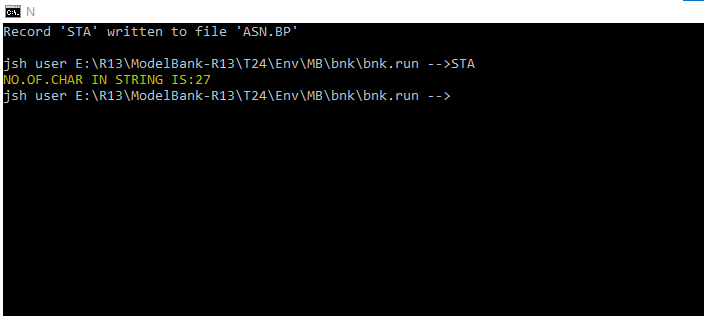 N
Record 'STA' written to file 'ASN.BP'
jsh user E:\R13\ModelBank-R13\T24\Env\MB\bnk\bnk.run -->STA
NO.OF.CHAR IN STRING IS:27
jsh user E:\R13\ModelBank-R13\T24\Env\MB\bnk\bnk.run -->